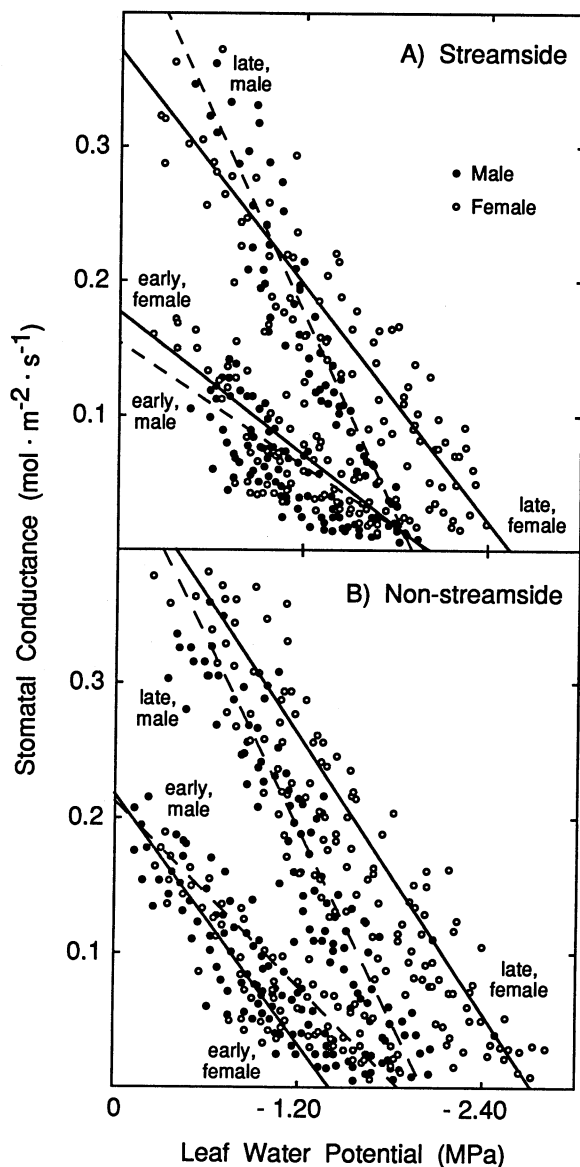 A) Streamside
late,
male
0.3
Male
Female
0.2
early,
female
0.1
early,
male
late,
female
B) Non-streamside
0.3
late,
male
early,
male
0.2
0.1
late,
female
early,
female
0
- 1.20
- 2.40
Leaf Water Potential (MPa)
Stomatal Conductance (mol · m⁻² · s⁻¹)